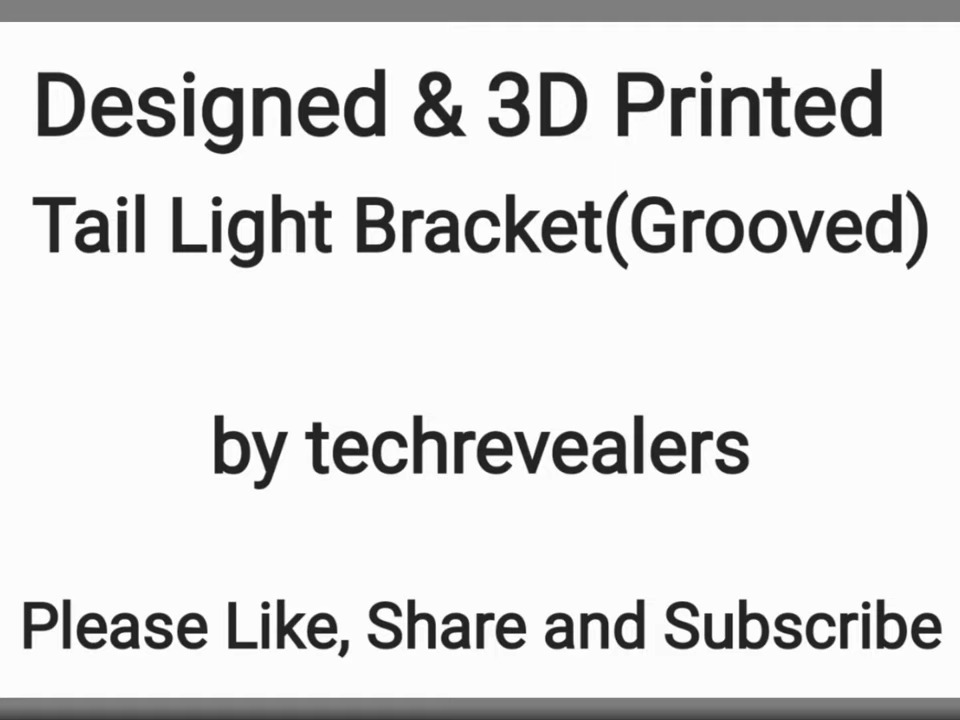 Designed & 3D Printed
Tail Light Bracket(Grooved)
by techrevealers
Please Like, Share and Subscribe